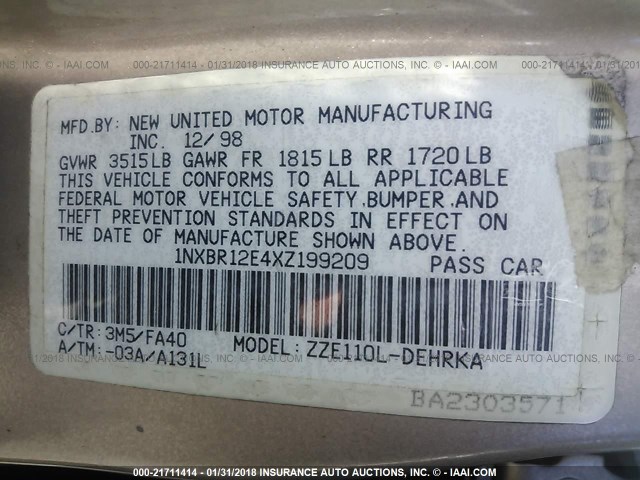 000-21711414 - 01/31/2018 INSURANCE AUTO AUCTIONS, INC. © - IAAI.COM
MFD.BY: NEW UNITED MOTOR MANUFACTURING
INC. 12/98
GVWR 3515LB GAWR FR 1815LB RR 1720LB
THIS VEHICLE CONFORMS TO ALL APPLICABLE
FEDERAL MOTOR VEHICLE SAFETY,BUMPER,AND
THEFT PREVENTION STANDARDS IN EFFECT ON
THE DATE OF MANUFACTURE SHOWN ABOVE.
1NXBR12E4XZ199209 PASS CAR
C/TR: 3M5/FA40 MODEL: ZZE110L-DEHRKA
A/TM:-03A/A131L
BA2303571
000-21711414 - 01/31/2018 INSURANCE AUTO AUCTIONS, INC. © - IAAI.COM